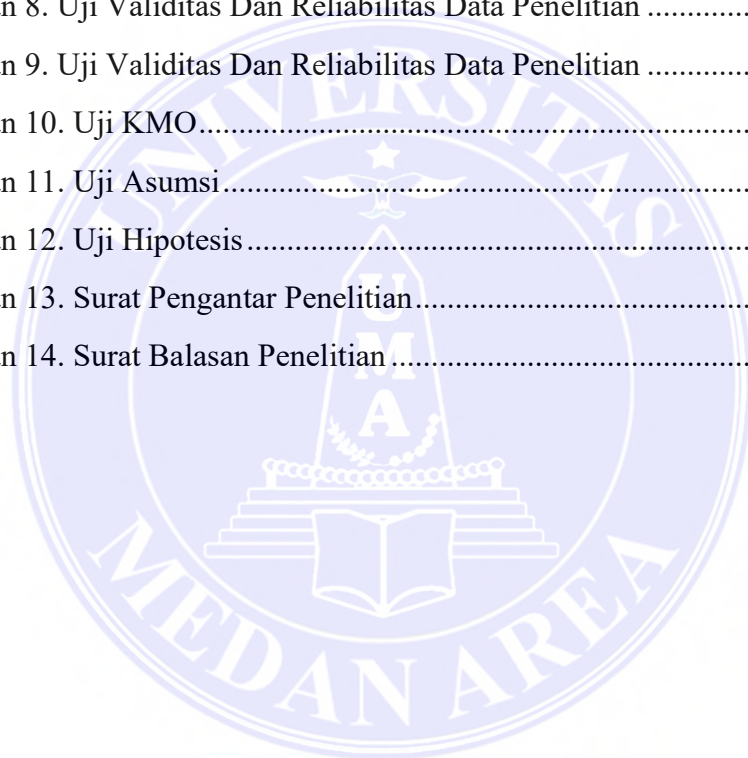 n 8. Uji Validitas Dan Reliabilitas Data Penelitian .............
n 9. Uji Validitas Dan Reliabilitas Data Penelitian .............
n 10. Uji KMO.....................................................................
n 11. Uji Asumsi..................................................................
n 12. Uji Hipotesis...............................................................
n 13. Surat Pengantar Penelitian..........................................
n 14. Surat Balasan Penelitian.............................................
UNIVERSITAS
UMA
MEDAN AREA